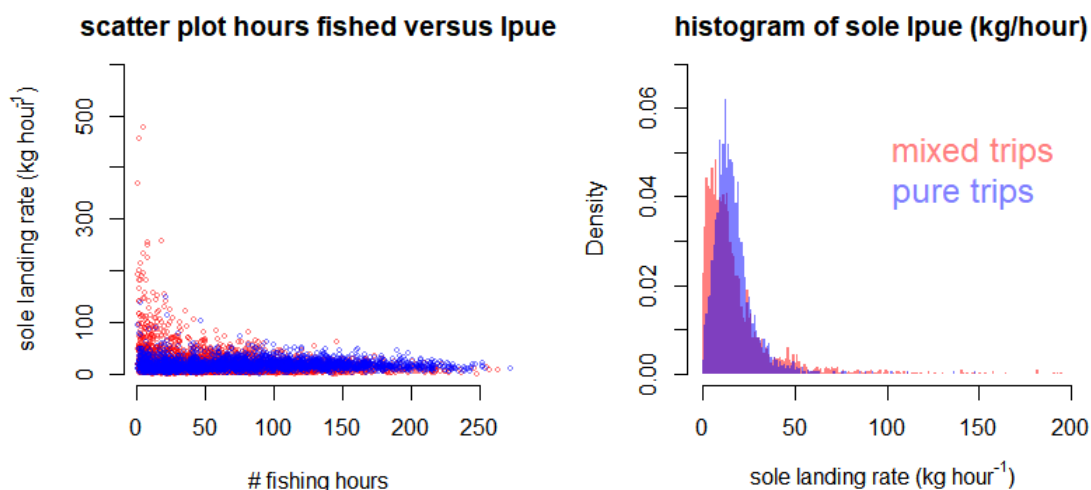 scatter plot hours fished versus lpue
sole landing rate (kg hour⁻¹)
500
300
100
0
0 50 100 150 200 250
# fishing hours
histogram of sole lpue (kg/hour)
Density
0.06
0.04
0.02
0.00
mixed trips
pure trips
0 50 100 150 200
sole landing rate (kg hour⁻¹)